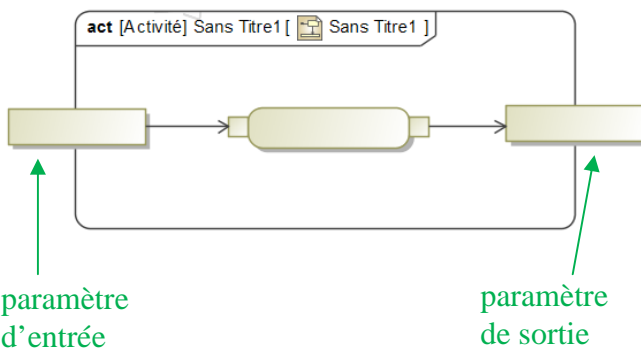 act [Activité] Sans Titre1 [ Sans Titre1 ]
paramètre
d’entrée
paramètre
de sortie